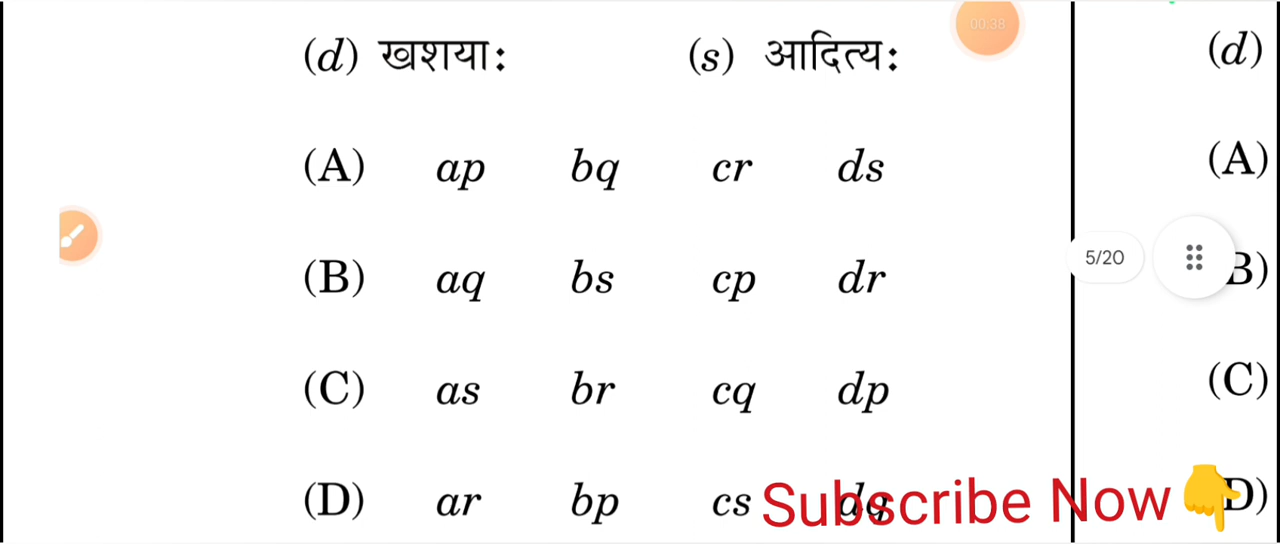 (d) खशयाः (s) आदित्यः
(A) ap bq cr ds
(B) aq bs cp dr
(C) as br cq dp
(D) ar bp cs dq
Subscribe Now
00:38
5/20
(d)
(A)
B)
(C)
D)